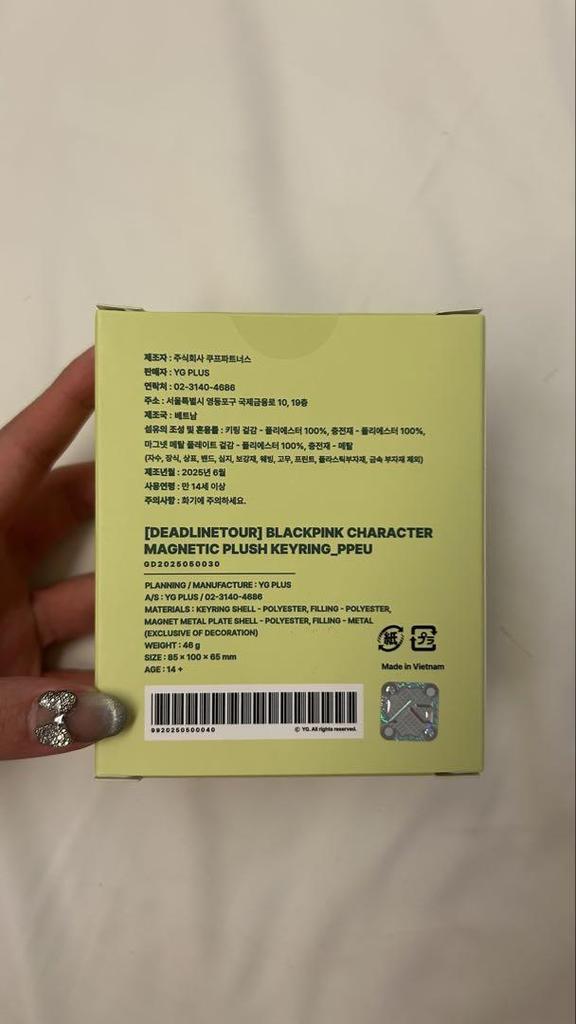 제조자 : 주식회사 쿠프파트너스
판매자 : YG PLUS
연락처 : 02-3140-4686
주소 : 서울특별시 영등포구 국제금융로 10, 19층
제조국 : 베트남
섬유의 조성 및 혼용률 : 키링 겉감 - 폴리에스터 100%, 충전재 - 폴리에스터 100%,
마그넷 메탈 플레이트 겉감 - 폴리에스터 100%, 충전재 - 메탈
(자수, 장식, 상표, 밴드, 심지, 보강재, 웨빙, 고무, 프린트, 플라스틱부자재, 금속 부자재 제외)
제조년월 : 2025년 6월
사용연령 : 만 14세 이상
주의사항 : 화기에 주의하세요.
[DEADLINETOUR] BLACKPINK CHARACTER
MAGNETIC PLUSH KEYRING_PPEU
GD2025050030
PLANNING / MANUFACTURE : YG PLUS
A/S : YG PLUS / 02-3140-4686
MATERIALS : KEYRING SHELL - POLYESTER, FILLING - POLYESTER,
MAGNET METAL PLATE SHELL - POLYESTER, FILLING - METAL
(EXCLUSIVE OF DECORATION)
WEIGHT : 46 g
SIZE : 85 × 100 × 65 mm
AGE : 14 +
紙 プラ
Made in Vietnam
9920250500040
© YG. All rights reserved.